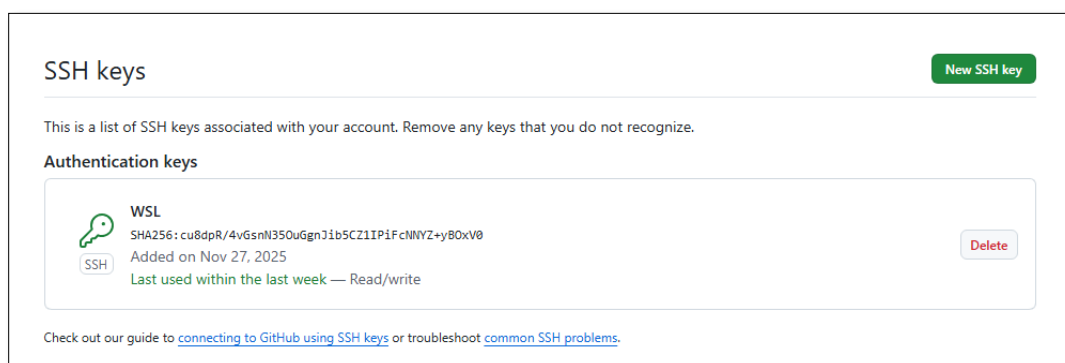 SSH keys
New SSH key
This is a list of SSH keys associated with your account. Remove any keys that you do not recognize.
Authentication keys
WSL
SHA256:cu8dpR/4vGsnN35OuGgnJib5CZ1IPiFcNNYZ+yBOxV0
Added on Nov 27, 2025
Last used within the last week — Read/write
SSH
Delete
Check out our guide to connecting to GitHub using SSH keys or troubleshoot common SSH problems.